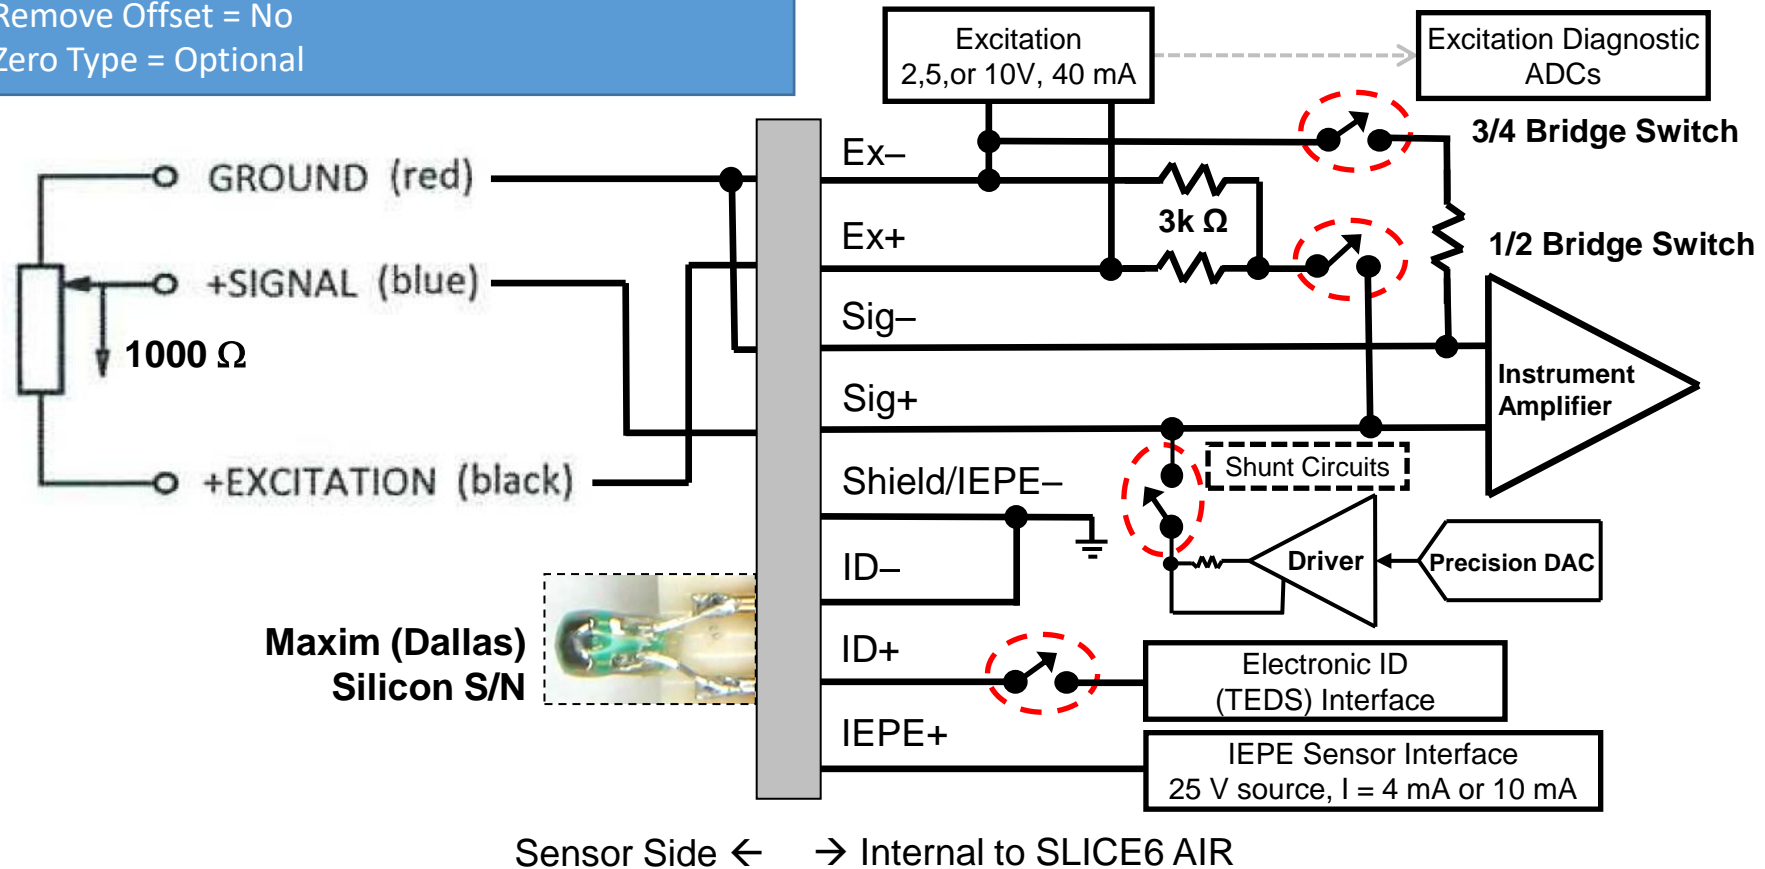 Remove Offset = No
Zero Type = Optional
Excitation
2,5,or 10V, 40 mA
Excitation Diagnostic
ADCs
3/4 Bridge Switch
Ex–
GROUND (red)
3k Ω
Ex+
1/2 Bridge Switch
+SIGNAL (blue)
Sig–
1000 Ω
Instrument
Amplifier
Sig+
Shunt Circuits
+EXCITATION (black)
Shield/IEPE–
Driver
Precision DAC
ID–
Maxim (Dallas)
Silicon S/N
ID+
Electronic ID
(TEDS) Interface
IEPE+
IEPE Sensor Interface
25 V source, I = 4 mA or 10 mA
Sensor Side ← → Internal to SLICE6 AIR